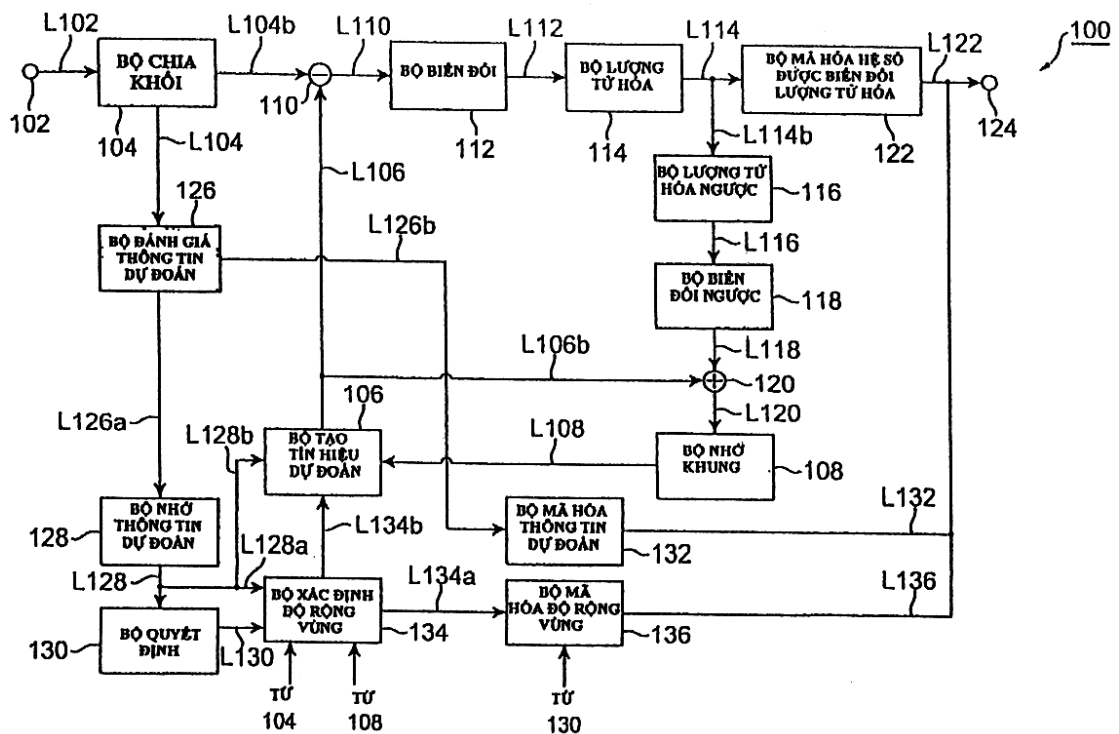 L102
L104b
L110
L112
L114
L122
100
BỘ CHIA
KHỐI
BỘ BIẾN ĐỔI
BỘ LƯỢNG
TỬ HÓA
BỘ MÃ HÓA HỆ SỐ
ĐƯỢC BIẾN ĐỔI
LƯỢNG TỬ HÓA
102
104
110
112
114
122
124
L104
L114b
L106
126
BỘ LƯỢNG TỬ
HÓA NGƯỢC
116
L126b
BỘ ĐÁNH GIÁ
THÔNG TIN
DỰ ĐOÁN
L116
BỘ BIẾN
ĐỔI NGƯỢC
118
L118
L106b
120
106
L120
L126a
L128b
BỘ TẠO
TÍN HIỆU
DỰ ĐOÁN
L108
BỘ NHỚ
KHUNG
108
BỘ NHỚ
THÔNG TIN
DỰ ĐOÁN
128
L134b
BỘ MÃ HÓA
THÔNG TIN
DỰ ĐOÁN
132
L132
L128
L128a
L134a
L136
BỘ XÁC ĐỊNH
ĐỘ RỘNG
VÙNG
134
BỘ MÃ
HÓA ĐỘ RỘNG
VÙNG
136
BỘ QUYẾT
ĐỊNH
130
L130
TỪ
104
TỪ
108
TỪ
130